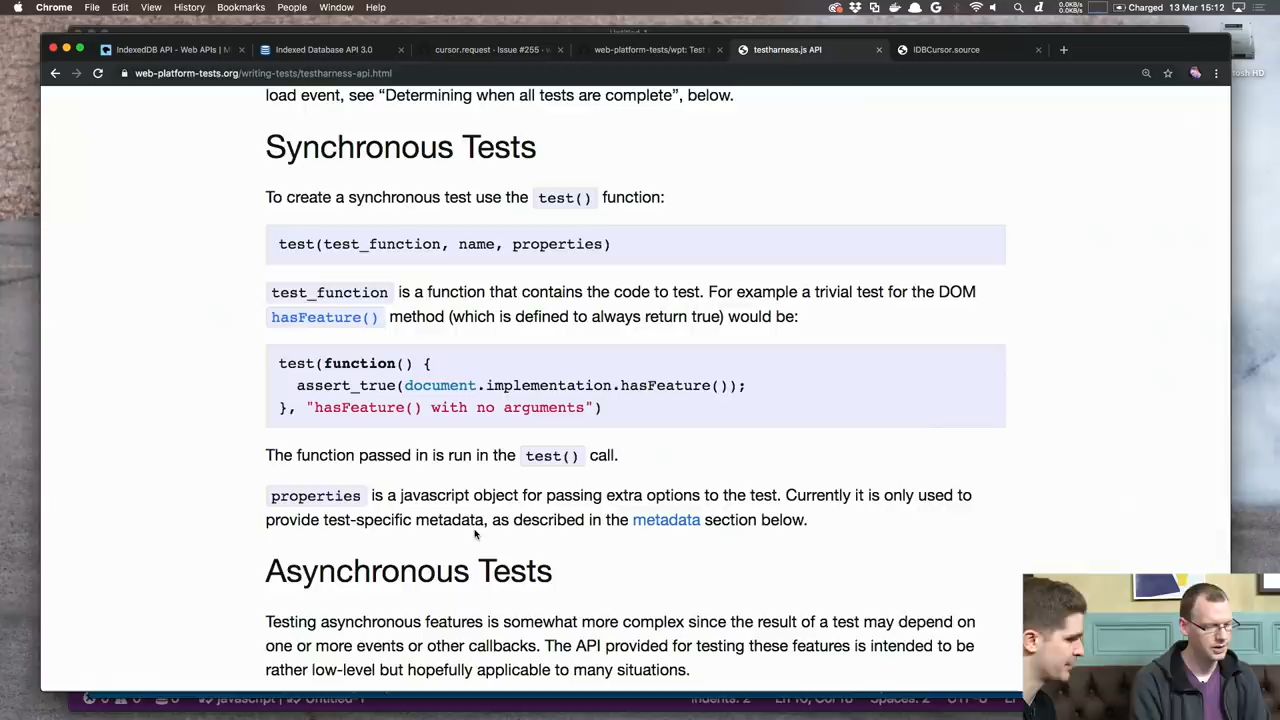 Chrome File Edit View History Bookmarks People Window Help
0.0KB/s
0.0KB/s
Charged 13 Mar 15:12
IndexedDB API - Web APIs | M
Indexed Database API 3.0
cursor.request · Issue #255 · w
web-platform-tests/wpt: Test
testharness.js API
IDBCursor.source
web-platform-tests.org/writing-tests/testharness-api.html
tosh HD
load event, see “Determining when all tests are complete”, below.
Synchronous Tests
To create a synchronous test use the test() function:
test(test_function, name, properties)
test_function is a function that contains the code to test. For example a trivial test for the DOM
hasFeature() method (which is defined to always return true) would be:
test(function() {
assert_true(document.implementation.hasFeature());
}, "hasFeature() with no arguments")
The function passed in is run in the test() call.
properties is a javascript object for passing extra options to the test. Currently it is only used to
provide test-specific metadata, as described in the metadata section below.
Asynchronous Tests
Testing asynchronous features is somewhat more complex since the result of a test may depend on
one or more events or other callbacks. The API provided for testing these features is intended to be
rather low-level but hopefully applicable to many situations.